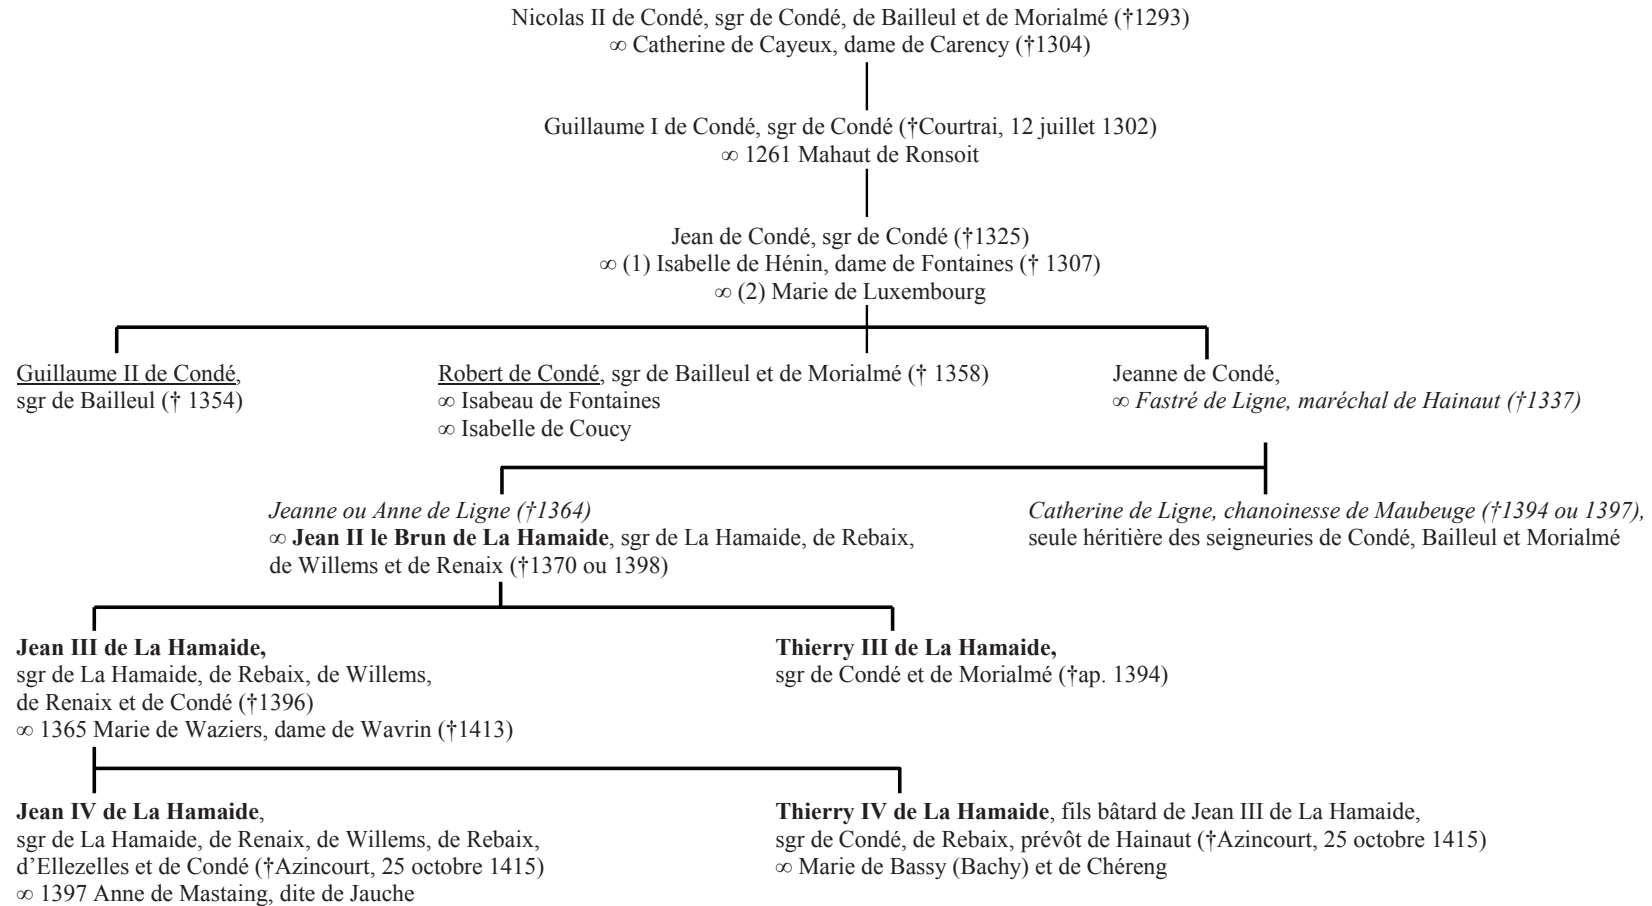 Nicolas II de Condé, sgr de Condé, de Bailleul et de Morialmé (†1293)
∞ Catherine de Cayeux, dame de Carency (†1304)
Guillaume I de Condé, sgr de Condé (†Courtrai, 12 juillet 1302)
∞ 1261 Mahaut de Ronsoit
Jean de Condé, sgr de Condé (†1325)
∞ (1) Isabelle de Hénin, dame de Fontaines († 1307)
∞ (2) Marie de Luxembourg
Guillaume II de Condé,
sgr de Bailleul († 1354)
Robert de Condé, sgr de Bailleul et de Morialmé († 1358)
∞ Isabeau de Fontaines
∞ Isabelle de Coucy
Jeanne de Condé,
∞ Fastré de Ligne, maréchal de Hainaut (†1337)
Jeanne ou Anne de Ligne (†1364)
∞ Jean II le Brun de La Hamaide, sgr de La Hamaide, de Rebaix,
de Willems et de Renaix (†1370 ou 1398)
Catherine de Ligne, chanoinesse de Maubeuge (†1394 ou 1397),
seule héritière des seigneuries de Condé, Bailleul et Morialmé
Jean III de La Hamaide,
sgr de La Hamaide, de Rebaix, de Willems,
de Renaix et de Condé (†1396)
∞ 1365 Marie de Waziers, dame de Wavrin (†1413)
Thierry III de La Hamaide,
sgr de Condé et de Morialmé (†ap. 1394)
Jean IV de La Hamaide,
sgr de La Hamaide, de Renaix, de Willems, de Rebaix,
d’Ellezelles et de Condé (†Azincourt, 25 octobre 1415)
∞ 1397 Anne de Mastaing, dite de Jauche
Thierry IV de La Hamaide, fils bâtard de Jean III de La Hamaide,
sgr de Condé, de Rebaix, prévôt de Hainaut (†Azincourt, 25 octobre 1415)
∞ Marie de Bassy (Bachy) et de Chéreng